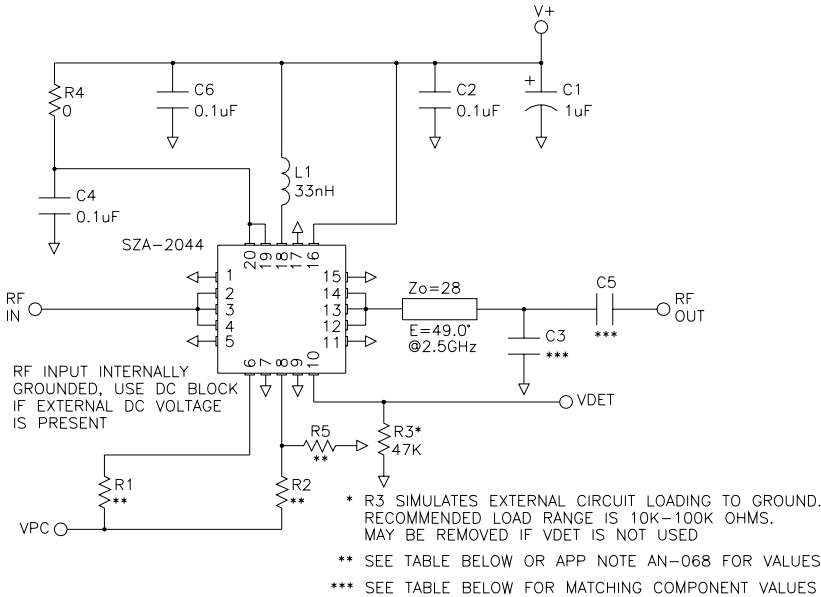 V+
R4
0
C6
0.1uF
C2
0.1uF
+
C1
1uF
L1
33nH
C4
0.1uF
SZA-2044
20 19 18 17 16
1
2
3
4
5
15
14
13
12
11
6 7 8 9 10
RF
IN
Zo=28
E=49.0°
@2.5GHz
C5
***
RF
OUT
C3
***
RF INPUT INTERNALLY
GROUNDED, USE DC BLOCK
IF EXTERNAL DC VOLTAGE
IS PRESENT
VDET
R5
**
R3*
47K
R1
**
R2
**
VPC
* R3 SIMULATES EXTERNAL CIRCUIT LOADING TO GROUND.
RECOMMENDED LOAD RANGE IS 10K-100K OHMS.
MAY BE REMOVED IF VDET IS NOT USED
** SEE TABLE BELOW OR APP NOTE AN-068 FOR VALUES
*** SEE TABLE BELOW FOR MATCHING COMPONENT VALUES